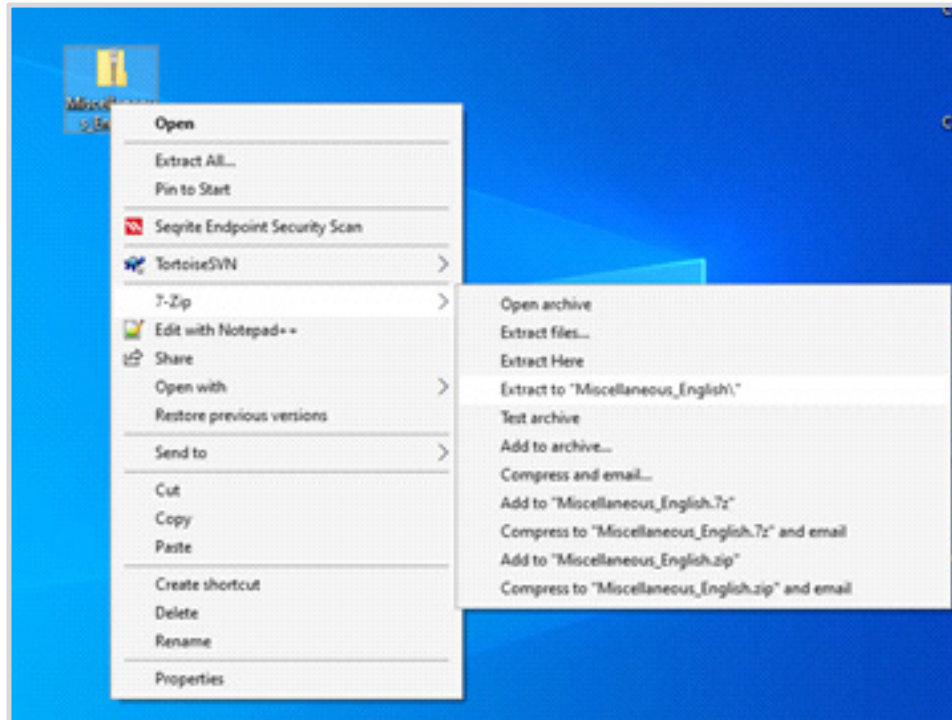 Open
Extract All...
Pin to Start
Seqrite Endpoint Security Scan
TortoiseSVN
7-Zip
Edit with Notepad++
Share
Open with
Restore previous versions
Send to
Cut
Copy
Paste
Create shortcut
Delete
Rename
Properties
Open archive
Extract files...
Extract Here
Extract to "Miscellaneous_English\"
Test archive
Add to archive...
Compress and email...
Add to "Miscellaneous_English.7z"
Compress to "Miscellaneous_English.7z" and email
Add to "Miscellaneous_English.zip"
Compress to "Miscellaneous_English.zip" and email